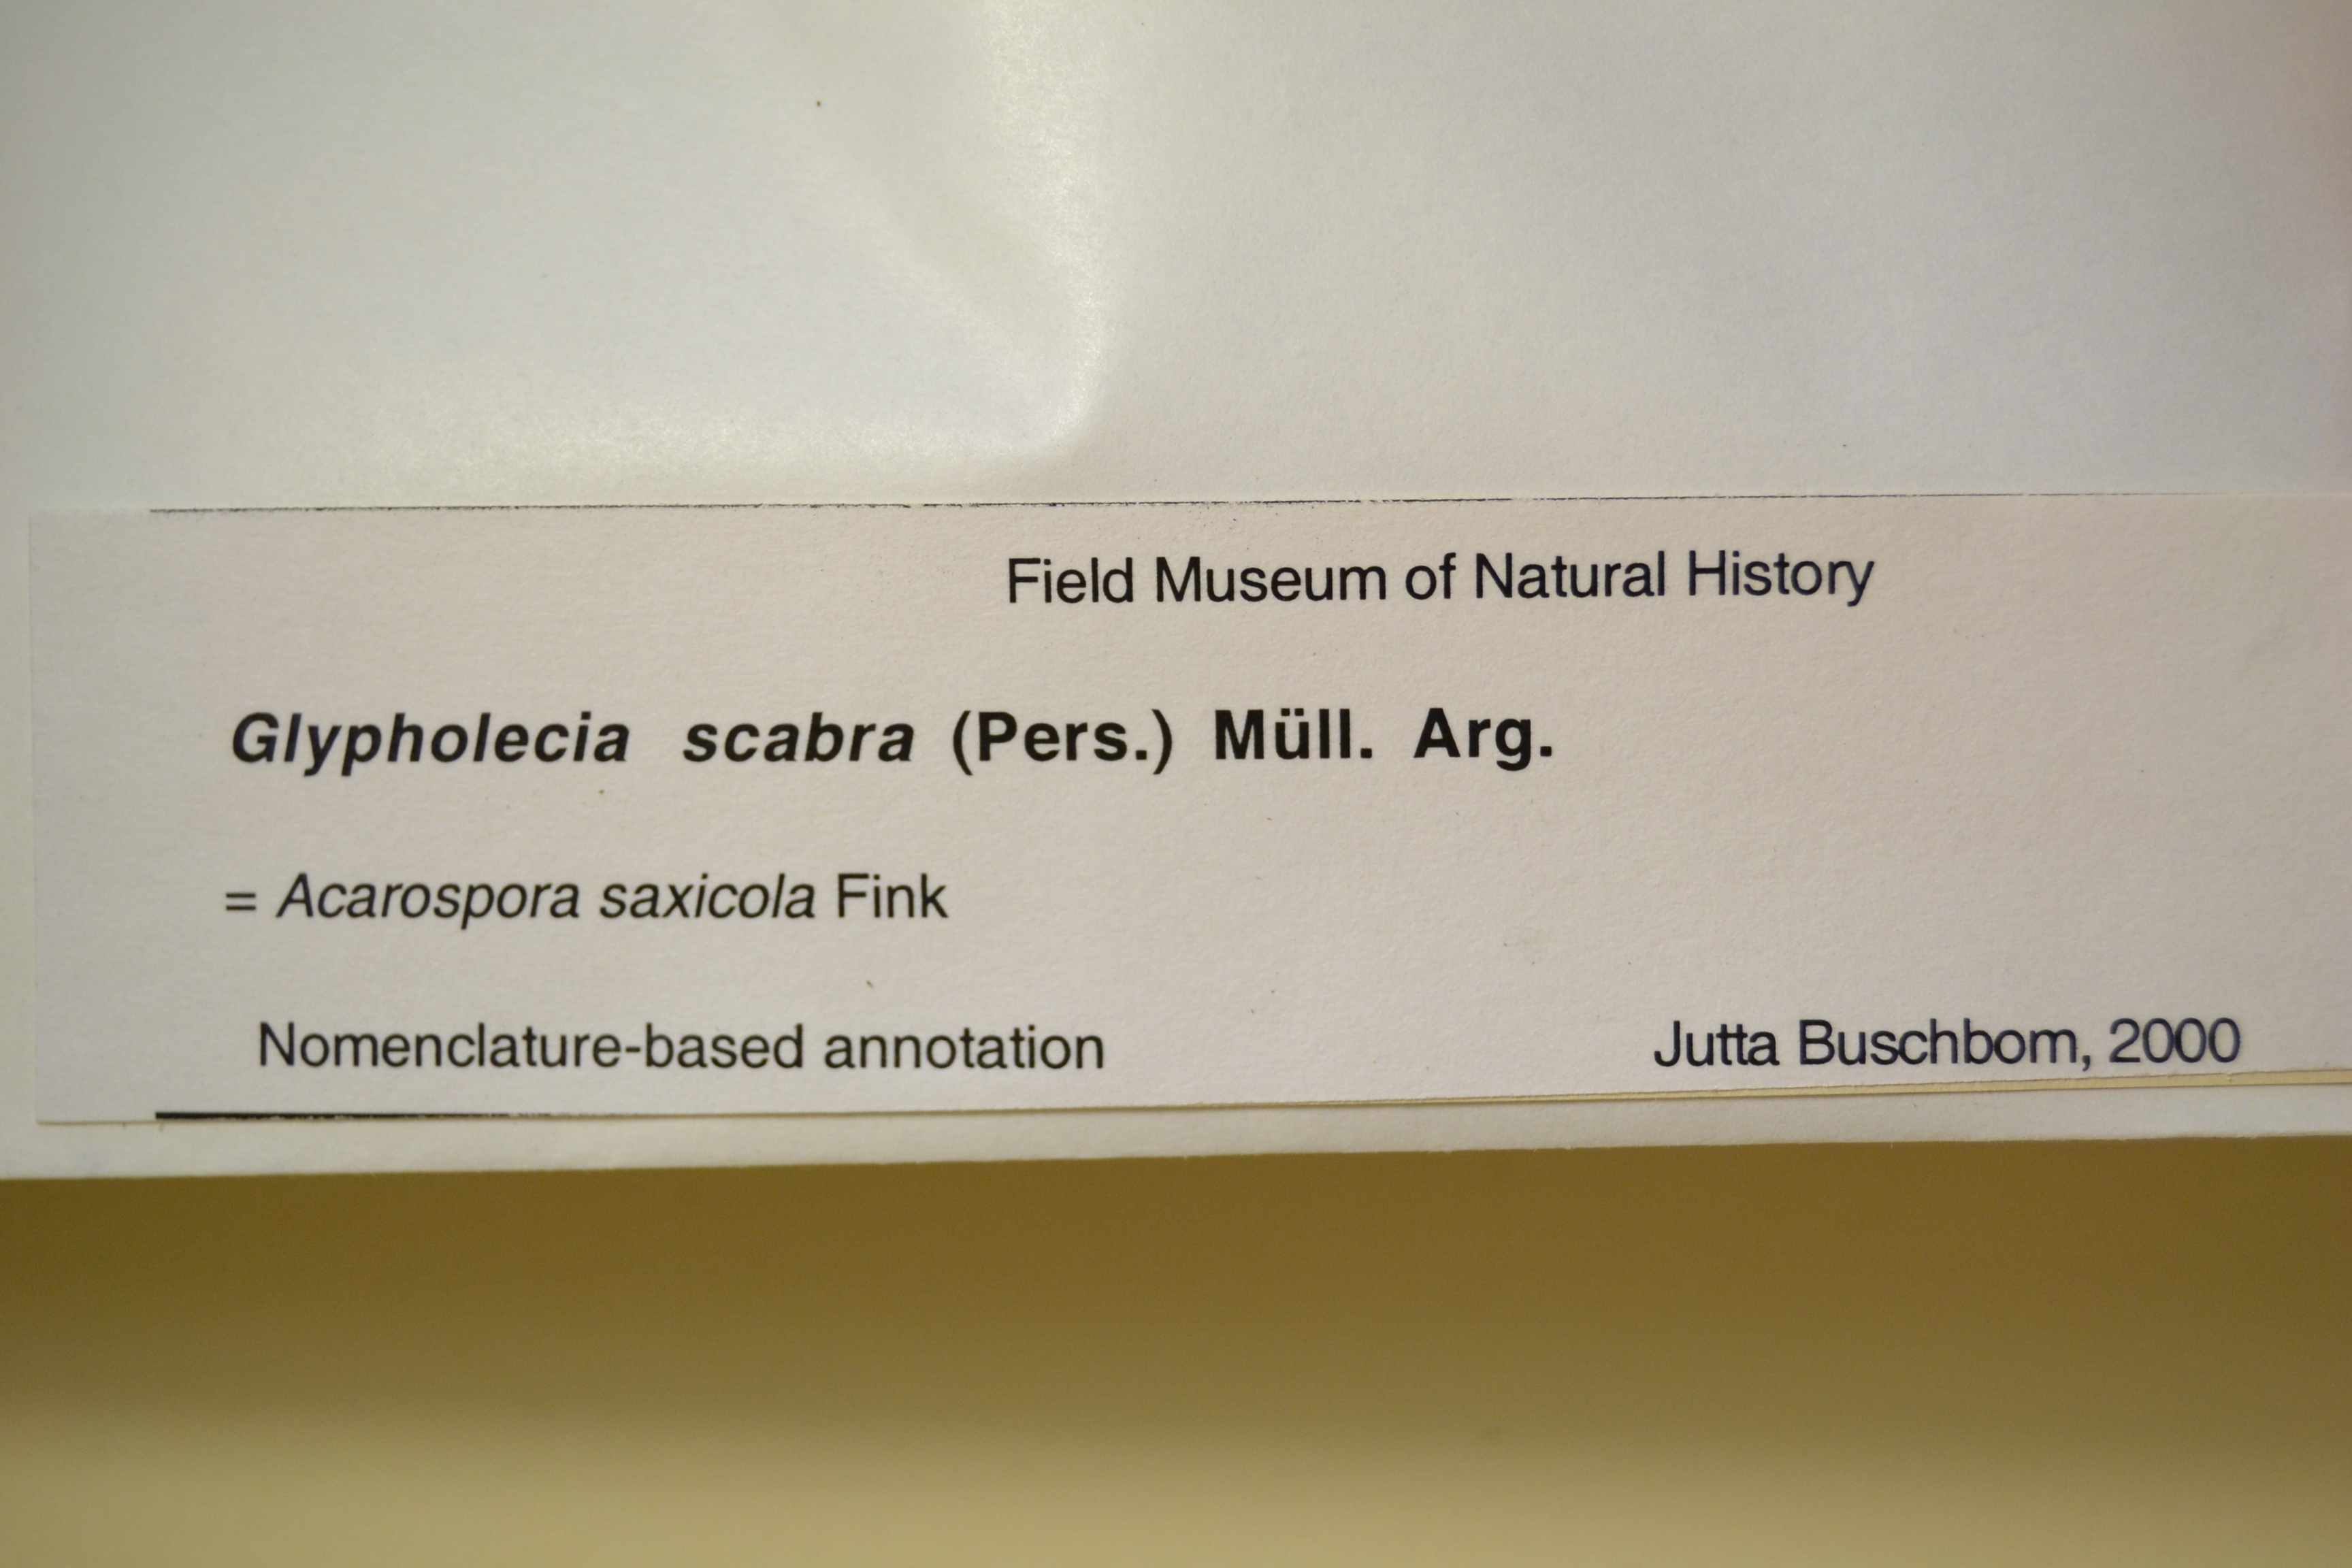 Field Museum of Natural History
Glypholecia scabra (Pers.) Müll. Arg.
= Acarospora saxicola Fink
Nomenclature-based annotation
Jutta Buschbom, 2000